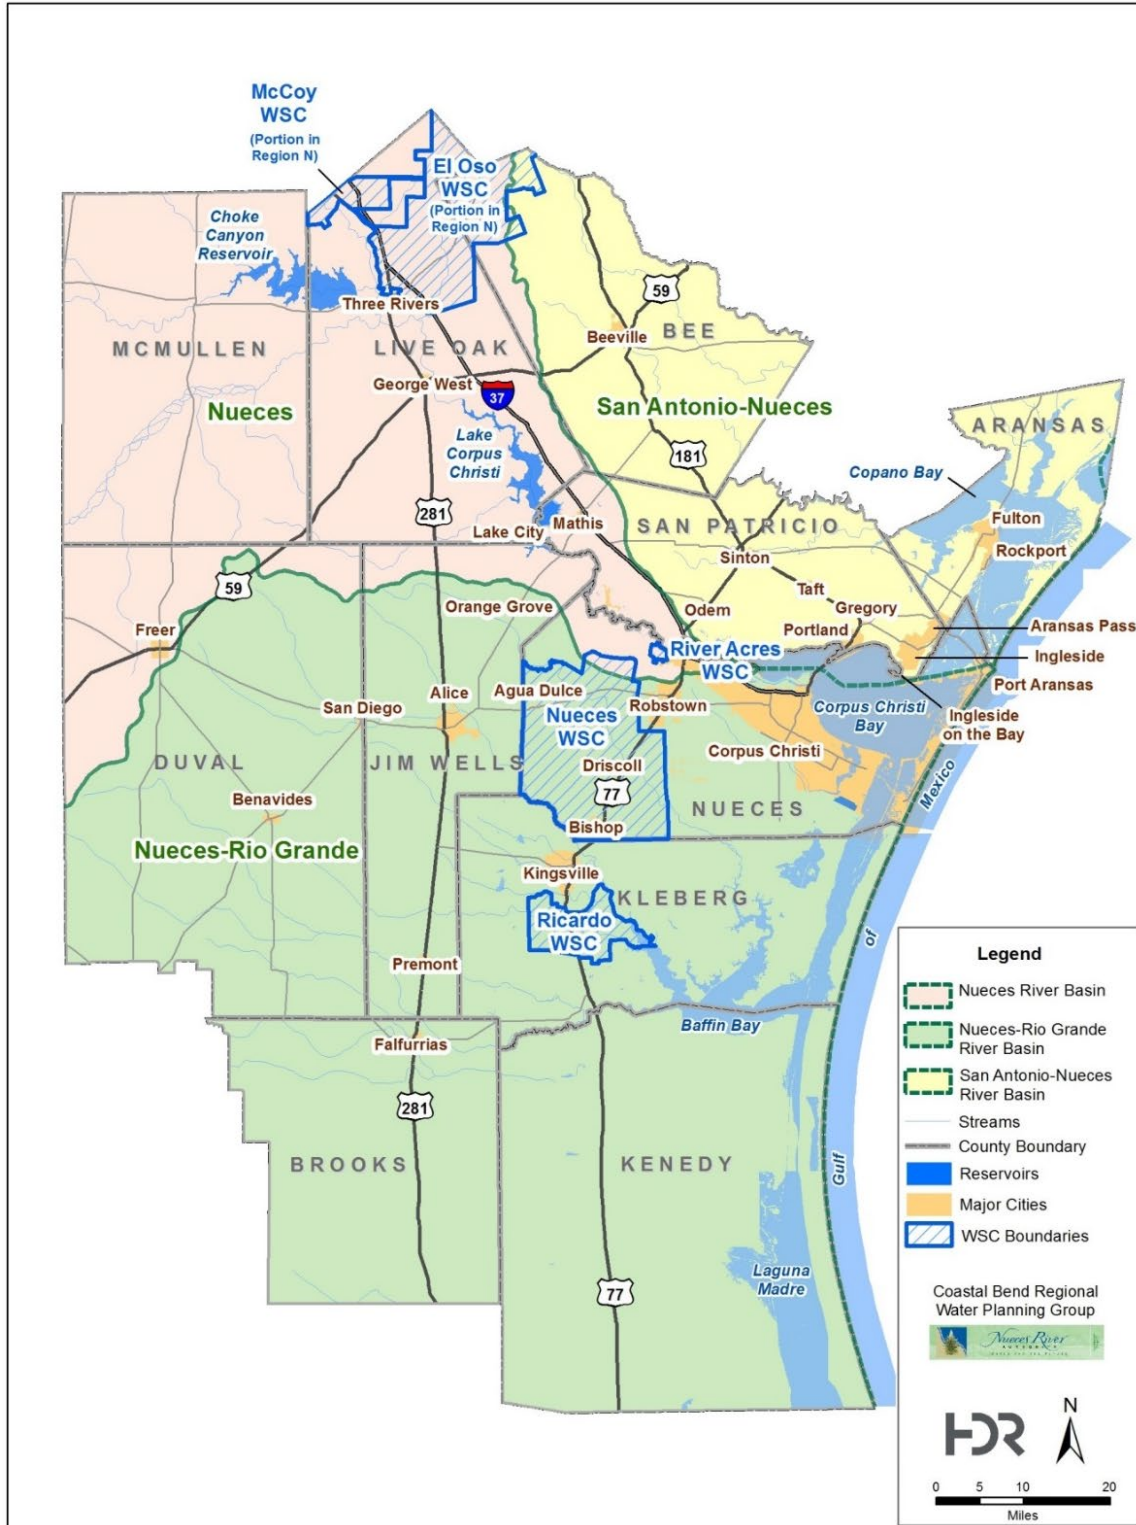 McCoy
WSC
(Portion in
Region N)
El Oso
WSC
(Portion in
Region N)
Choke
Canyon
Reservoir
Three Rivers
59
BEE
Beeville
MCMULLEN
LIVE OAK
George West
37
Nueces
San Antonio-Nueces
ARANSAS
Lake
Corpus
Christi
181
Copano Bay
281
Mathis
Lake City
SAN PATRICIO
Fulton
Rockport
Sinton
59
Taft
Orange Grove
Odem
Gregory
Freer
Portland
Aransas Pass
River Acres
WSC
Ingleside
Agua Dulce
Alice
San Diego
Robstown
Port Aransas
Nueces
WSC
Corpus Christi
Bay
Ingleside
on the Bay
DUVAL
JIM WELLS
Driscoll
Corpus Christi
77
Benavides
NUECES
Bishop
Nueces-Rio Grande
Kingsville
KLEBERG
Ricardo
WSC
Premont
Baffin Bay
Falfurrias
281
BROOKS
KENEDY
77
Laguna
Madre
Gulf
of
Mexico
Legend
Nueces River Basin
Nueces-Rio Grande
River Basin
San Antonio-Nueces
River Basin
Streams
County Boundary
Reservoirs
Major Cities
WSC Boundaries
Coastal Bend Regional
Water Planning Group
Nueces River
AUTHORITY
HDR
N
0 5 10 20
Miles